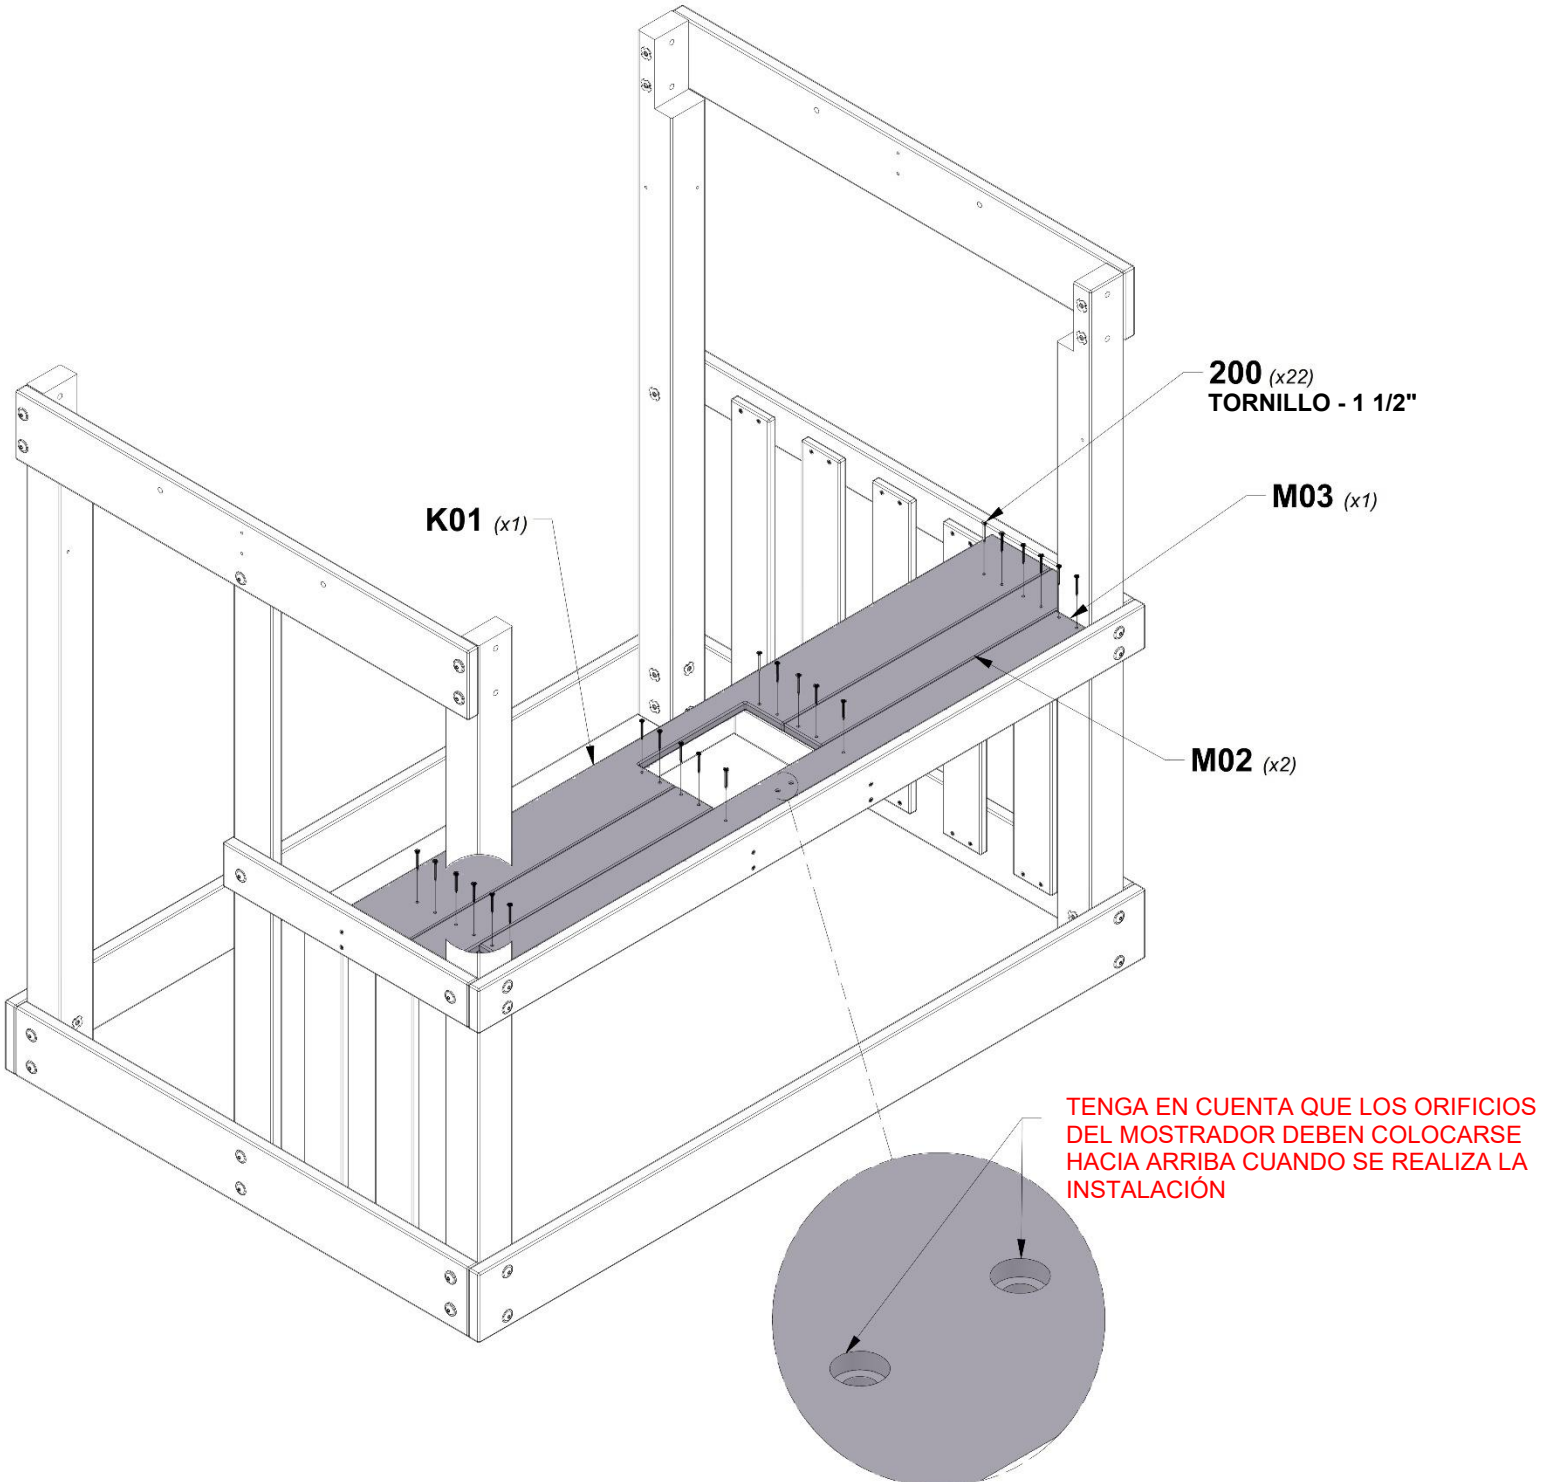 200 (x22)
TORNILLO - 1 1/2"
M03 (x1)
K01 (x1)
M02 (x2)
TENGA EN CUENTA QUE LOS ORIFICIOS
DEL MOSTRADOR DEBEN COLOCARSE
HACIA ARRIBA CUANDO SE REALIZA LA
INSTALACIÓN